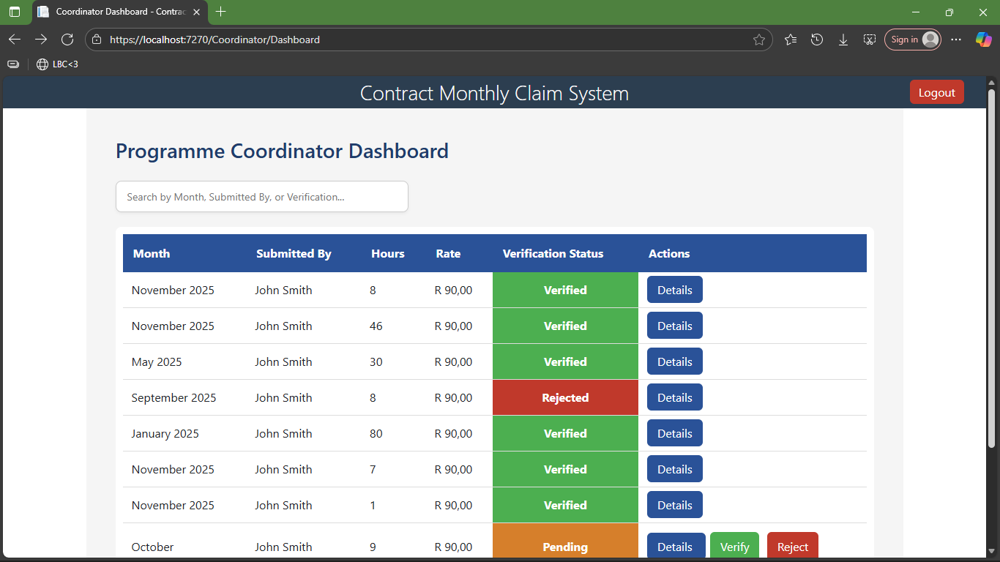 Coordinator Dashboard - Contrac
https://localhost:7270/Coordinator/Dashboard
Sign in
LBC<3
Contract Monthly Claim System
Logout
Programme Coordinator Dashboard
Search by Month, Submitted By, or Verification...
Month Submitted By Hours Rate Verification Status Actions
November 2025 John Smith 8 R 90,00 Verified Details
November 2025 John Smith 46 R 90,00 Verified Details
May 2025 John Smith 30 R 90,00 Verified Details
September 2025 John Smith 8 R 90,00 Rejected Details
January 2025 John Smith 80 R 90,00 Verified Details
November 2025 John Smith 7 R 90,00 Verified Details
November 2025 John Smith 1 R 90,00 Verified Details
October John Smith 9 R 90,00 Pending Details Verify Reject